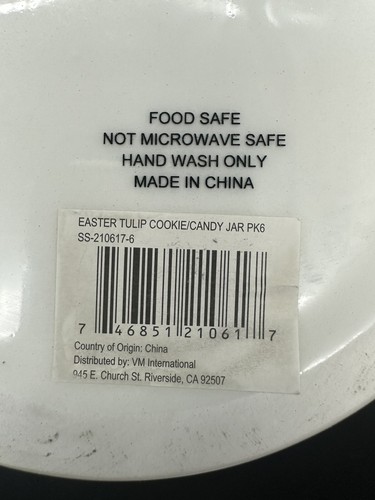 FOOD SAFE
NOT MICROWAVE SAFE
HAND WASH ONLY
MADE IN CHINA
EASTER TULIP COOKIE/CANDY JAR PK6
SS-210617-6
7 46851 21061 7
Country of Origin: China
Distributed by: VM International
945 E. Church St. Riverside, CA 92507